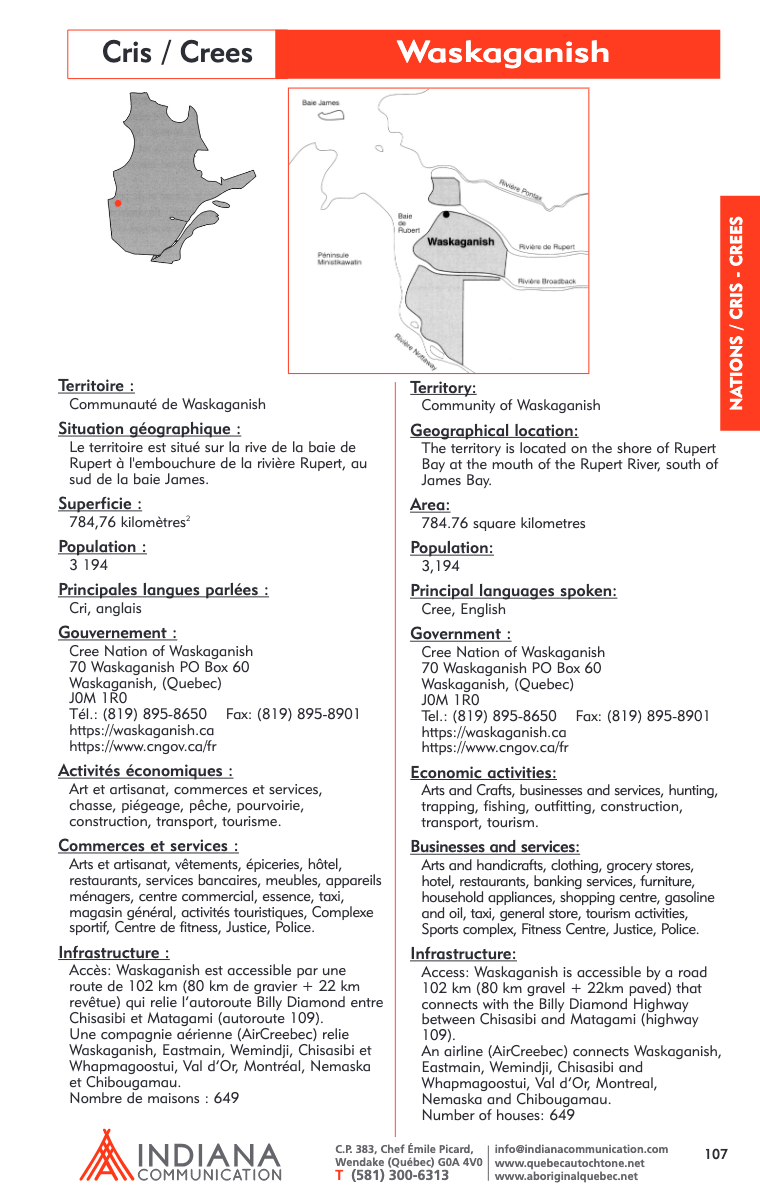 Cris / Crees
Waskaganish
Baie James
Rivière Pontax
Baie
de
Rupert
Waskaganish
Rivière de Rupert
Péninsule
Ministikawatin
Rivière Broadback
Rivière Nottaway
NATIONS / CRIS - CREES
Territoire :
Communauté de Waskaganish
Situation géographique :
Le territoire est situé sur la rive de la baie de
Rupert à l'embouchure de la rivière Rupert, au
sud de la baie James.
Superficie :
784,76 kilomètres²
Population :
3 194
Principales langues parlées :
Cri, anglais
Gouvernement :
Cree Nation of Waskaganish
70 Waskaganish PO Box 60
Waskaganish, (Quebec)
J0M 1R0
Tél.: (819) 895-8650 Fax: (819) 895-8901
https://waskaganish.ca
https://www.cngov.ca/fr
Activités économiques :
Art et artisanat, commerces et services,
chasse, piégeage, pêche, pourvoirie,
construction, transport, tourisme.
Commerces et services :
Arts et artisanat, vêtements, épiceries, hôtel,
restaurants, services bancaires, meubles, appareils
ménagers, centre commercial, essence, taxi,
magasin général, activités touristiques, Complexe
sportif, Centre de fitness, Justice, Police.
Infrastructure :
Accès: Waskaganish est accessible par une
route de 102 km (80 km de gravier + 22 km
revêtue) qui relie l'autoroute Billy Diamond entre
Chisasibi et Matagami (autoroute 109).
Une compagnie aérienne (AirCreebec) relie
Waskaganish, Eastmain, Wemindji, Chisasibi et
Whapmagoostui, Val d'Or, Montréal, Nemaska
et Chibougamau.
Nombre de maisons : 649
Territory:
Community of Waskaganish
Geographical location:
The territory is located on the shore of Rupert
Bay at the mouth of the Rupert River, south of
James Bay.
Area:
784.76 square kilometres
Population:
3,194
Principal languages spoken:
Cree, English
Government :
Cree Nation of Waskaganish
70 Waskaganish PO Box 60
Waskaganish, (Quebec)
J0M 1R0
Tel.: (819) 895-8650 Fax: (819) 895-8901
https://waskaganish.ca
https://www.cngov.ca/fr
Economic activities:
Arts and Crafts, businesses and services, hunting,
trapping, fishing, outfitting, construction,
transport, tourism.
Businesses and services:
Arts and handicrafts, clothing, grocery stores,
hotel, restaurants, banking services, furniture,
household appliances, shopping centre, gasoline
and oil, taxi, general store, tourism activities,
Sports complex, Fitness Centre, Justice, Police.
Infrastructure:
Access: Waskaganish is accessible by a road
102 km (80 km gravel + 22km paved) that
connects with the Billy Diamond Highway
between Chisasibi and Matagami (highway
109).
An airline (AirCreebec) connects Waskaganish,
Eastmain, Wemindji, Chisasibi and
Whapmagoostui, Val d'Or, Montreal,
Nemaska and Chibougamau.
Number of houses: 649
INDIANA
COMMUNICATION
C.P. 383, Chef Émile Picard,
Wendake (Québec) G0A 4V0
T (581) 300-6313
info@indianacommunication.com
www.quebecautochtone.net
www.aboriginalquebec.net
107